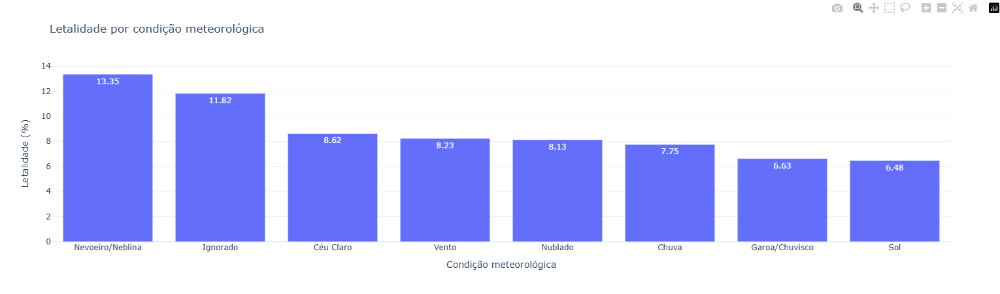 Letalidade por condição meteorológica
14
12
10
8
6
4
2
0
Letalidade (%)
13.35
11.82
8.62
8.23
8.13
7.75
6.63
6.48
Nevoeiro/Neblina
Ignorado
Céu Claro
Vento
Nublado
Chuva
Garoa/Chuvisco
Sol
Condição meteorológica